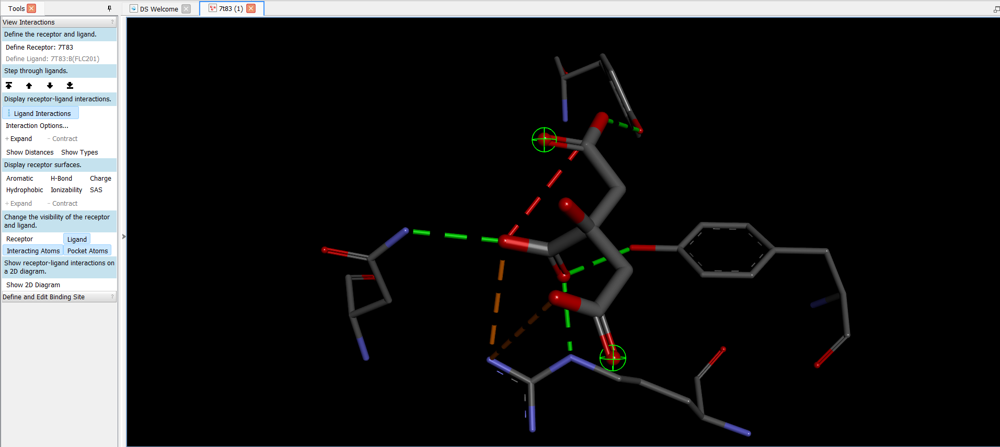 Tools
DS Welcome
7t83 (1)
View Interactions ?
Define the receptor and ligand.
Define Receptor: 7T83
Define Ligand: 7T83:B(FLC201)
Step through ligands.
Display receptor-ligand interactions.
Ligand Interactions
Interaction Options...
+ Expand − Contract
Show Distances Show Types
Display receptor surfaces.
Aromatic H-Bond Charge
Hydrophobic Ionizability SAS
+ Expand − Contract
Change the visibility of the receptor
and ligand.
Receptor Ligand
Interacting Atoms Pocket Atoms
Show receptor-ligand interactions on
a 2D diagram.
Show 2D Diagram
Define and Edit Binding Site ?